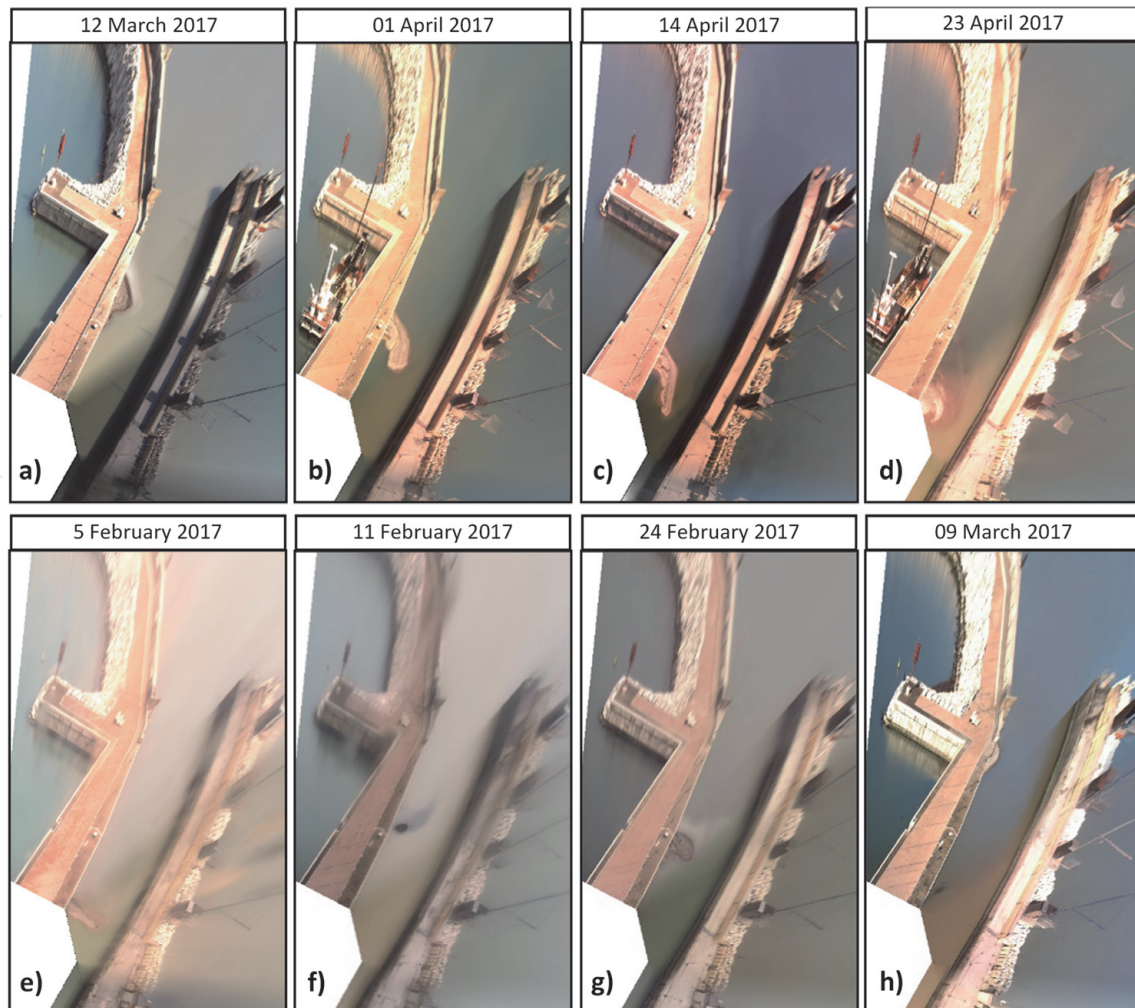 12 March 2017
01 April 2017
14 April 2017
23 April 2017
a)
b)
c)
d)
5 February 2017
11 February 2017
24 February 2017
09 March 2017
e)
f)
g)
h)